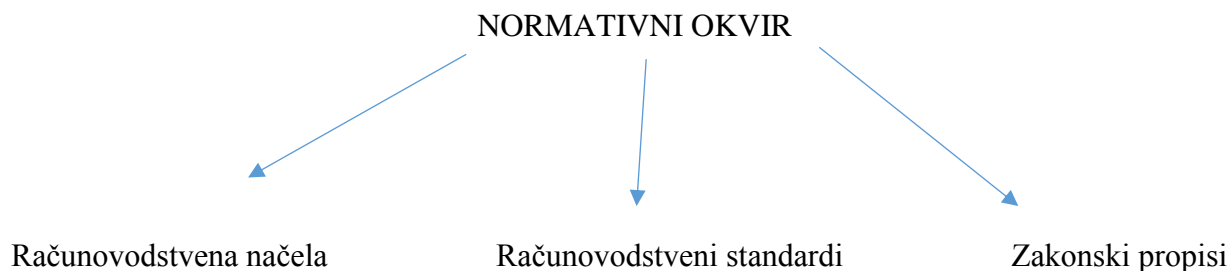 NORMATIVNI OKVIR
Računovodstvena načela Računovodstveni standardi Zakonski propisi